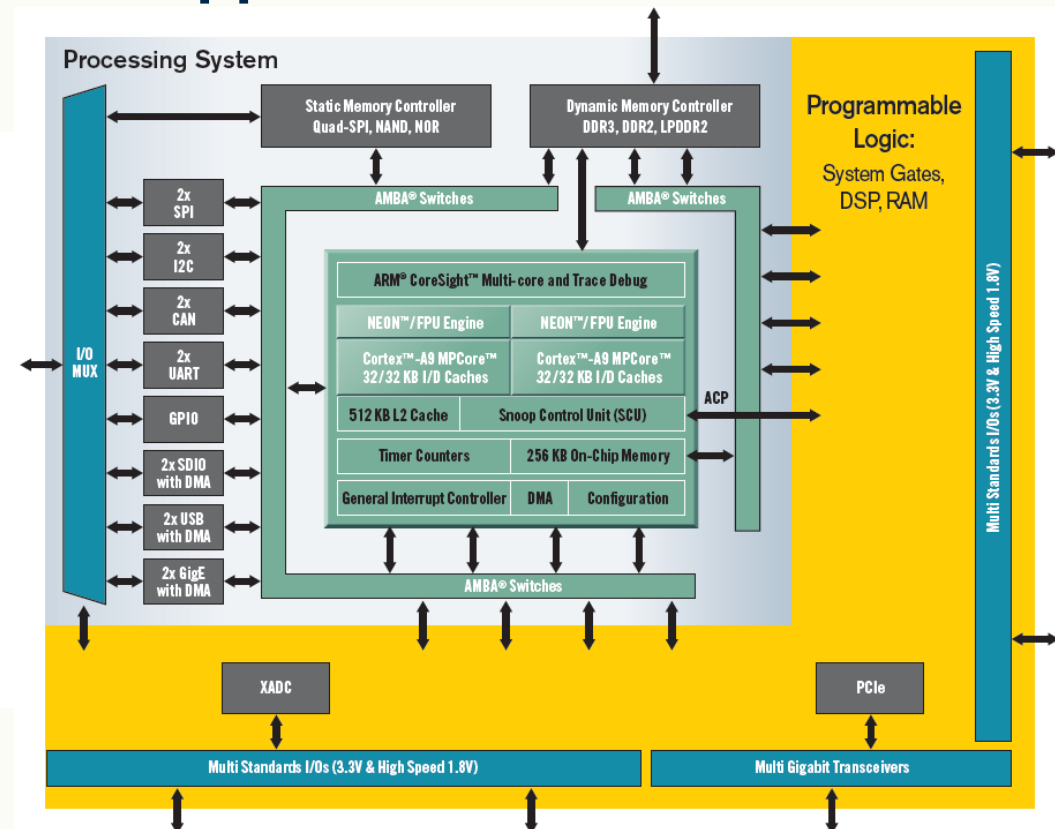 Processing System
Static Memory Controller
Quad-SPI, NAND, NOR
Dynamic Memory Controller
DDR3, DDR2, LPDDR2
Programmable
Logic:
System Gates,
DSP, RAM
AMBA® Switches
AMBA® Switches
2x
SPI
2x
I2C
2x
CAN
2x
UART
GPIO
2x SDIO
with DMA
2x USB
with DMA
2x GigE
with DMA
I/O
MUX
ARM® CoreSight™ Multi-core and Trace Debug
NEON™/FPU Engine
NEON™/FPU Engine
Cortex™-A9 MPCore™
32/32 KB I/D Caches
Cortex™-A9 MPCore™
32/32 KB I/D Caches
512 KB L2 Cache
Snoop Control Unit (SCU)
ACP
Timer Counters
256 KB On-Chip Memory
General Interrupt Controller
DMA
Configuration
AMBA® Switches
Multi Standards I/Os (3.3V & High Speed 1.8V)
XADC
PCIe
Multi Standards I/Os (3.3V & High Speed 1.8V)
Multi Gigabit Transceivers